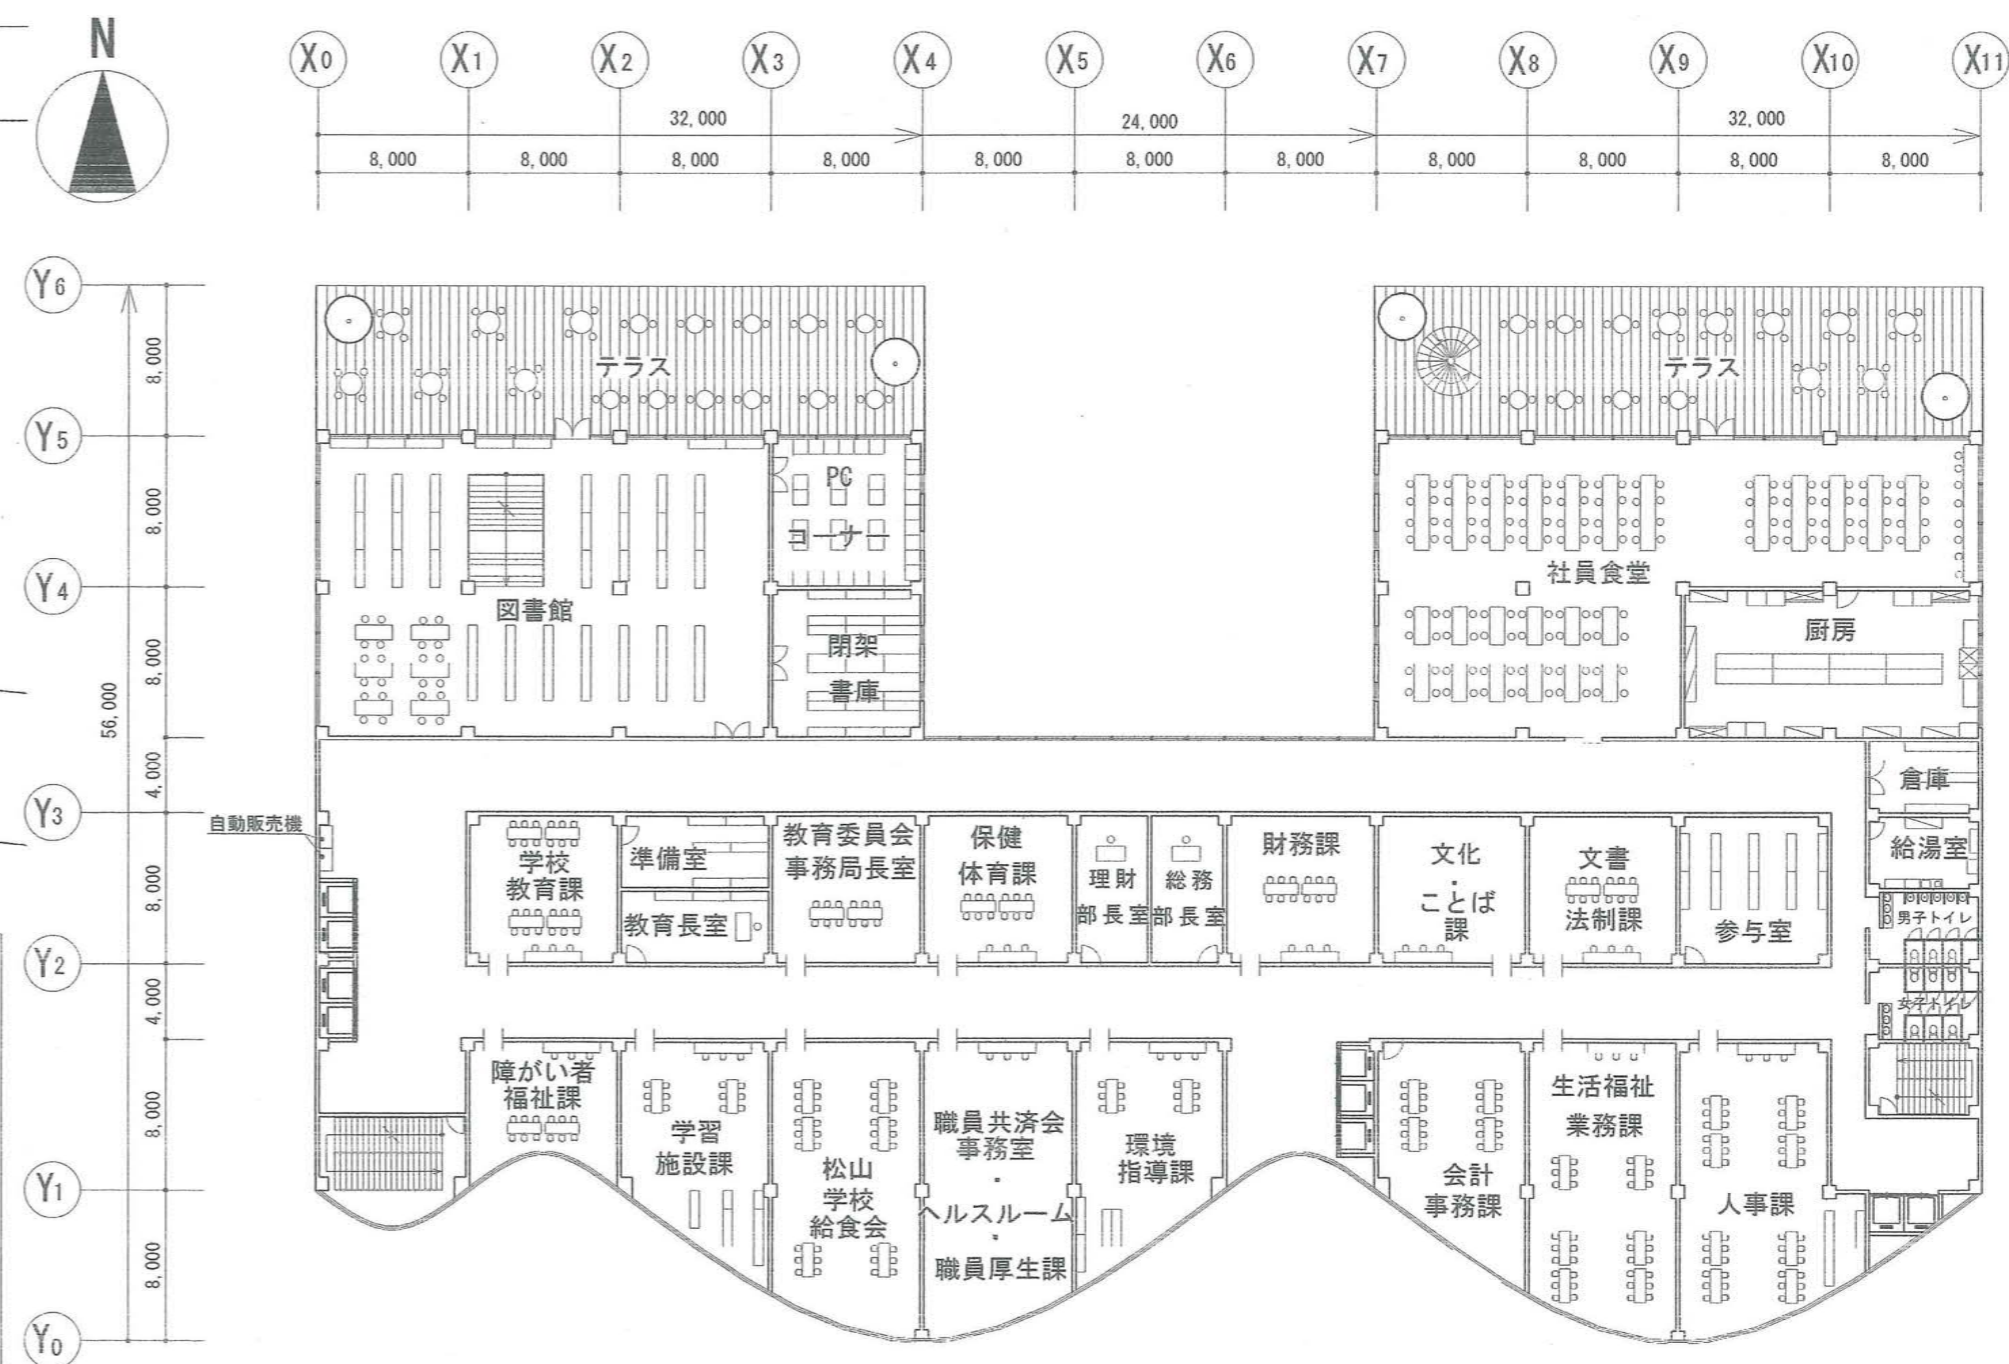 N
X0 X1 X2 X3 X4 X5 X6 X7 X8 X9 X10 X11
32,000 24,000 32,000
8,000 8,000 8,000 8,000 8,000 8,000 8,000 8,000 8,000 8,000 8,000
Y6
8,000
Y5
8,000
Y4
8,000
56,000
4,000
Y3
8,000
Y2
4,000
8,000
Y1
8,000
Y0
テラス
テラス
PC
コーナー
図書館
閉架
書庫
社員食堂
厨房
倉庫
自動販売機
学校
教育課
準備室
教育長室
教育委員会
事務局長室
保健
体育課
理財
部長室
総務
部長室
財務課
文化
・
ことば
課
文書
法制課
参与室
給湯室
男子トイレ
女子トイレ
障がい者
福祉課
学習
施設課
松山
学校
給食会
職員共済会
事務室
・
ヘルスルーム
・
職員厚生課
環境
指導課
会計
事務課
生活福祉
業務課
人事課